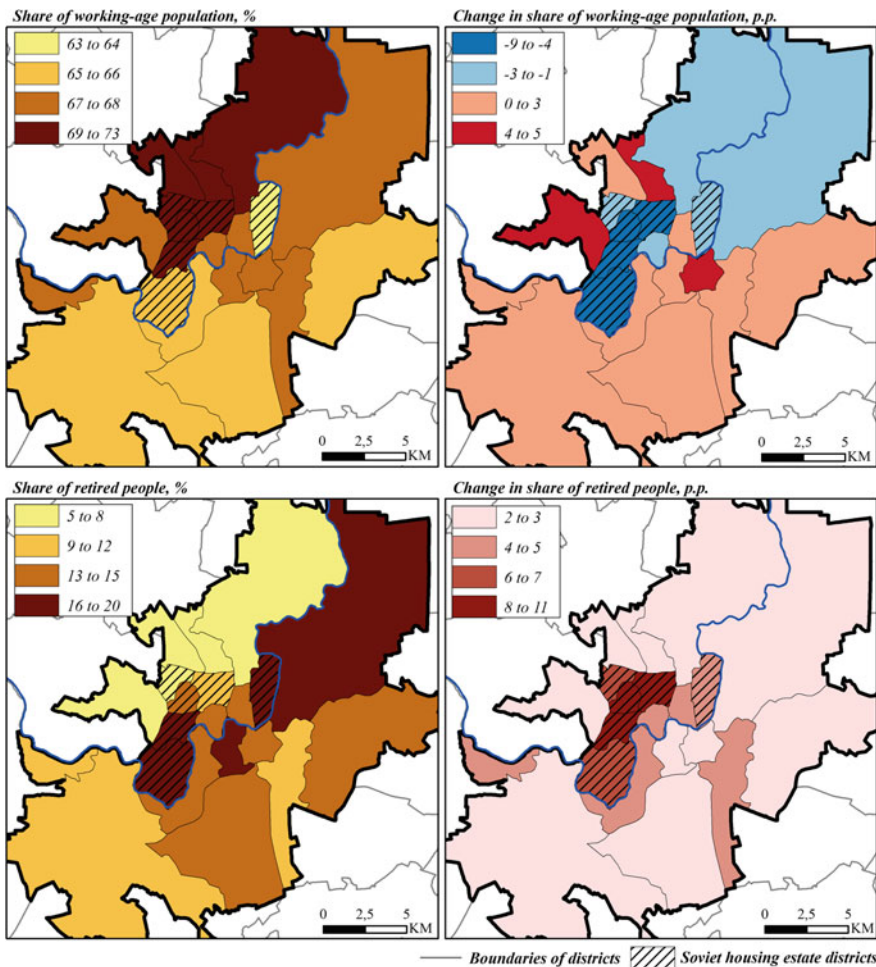 Share of working-age population, %
63 to 64
65 to 66
67 to 68
69 to 73
0 2,5 5
KM
Change in share of working-age population, p.p.
-9 to -4
-3 to -1
0 to 3
4 to 5
0 2,5 5
KM
Share of retired people, %
5 to 8
9 to 12
13 to 15
16 to 20
0 2,5 5
KM
Change in share of retired people, p.p.
2 to 3
4 to 5
6 to 7
8 to 11
0 2,5 5
KM
Boundaries of districts Soviet housing estate districts